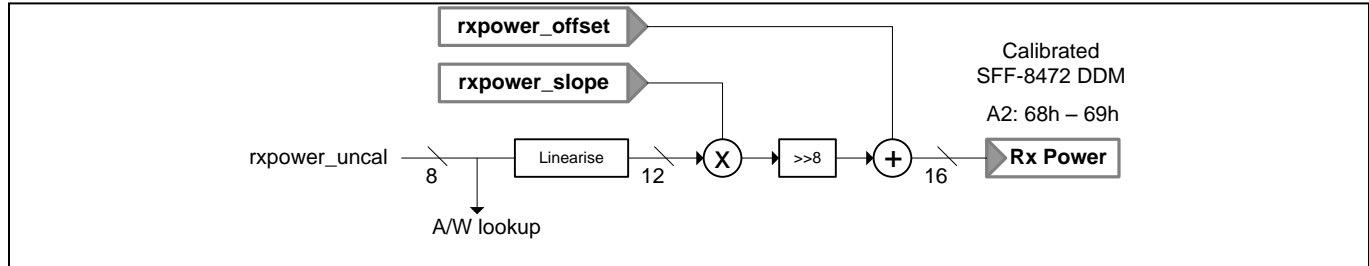 rxpower_offset
Calibrated
SFF-8472 DDM
rxpower_slope
A2: 68h – 69h
rxpower_uncal
8
Linearise
12
X
>>8
+
16
Rx Power
A/W lookup